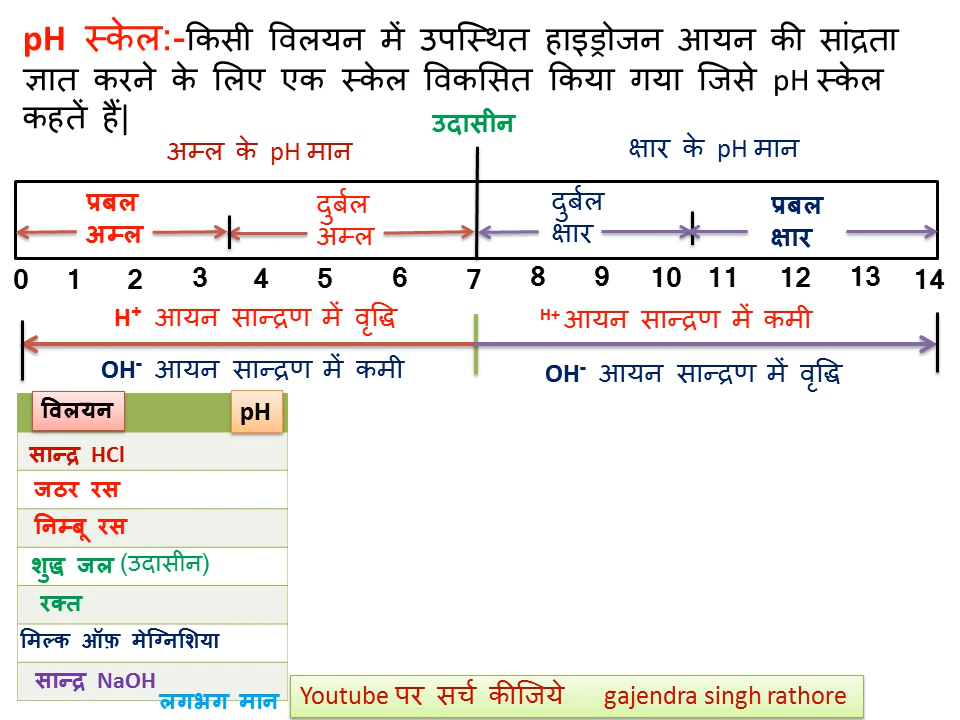 pH स्केल:-किसी विलयन में उपस्थित हाइड्रोजन आयन की सांद्रता
ज्ञात करने के लिए एक स्केल विकसित किया गया जिसे pH स्केल
कहतें हैं|
उदासीन
अम्ल के pH मान
क्षार के pH मान
प्रबल
अम्ल
दुर्बल
अम्ल
दुर्बल
क्षार
प्रबल
क्षार
0 1 2 3 4 5 6 7 8 9 10 11 12 13 14
H+ आयन सान्द्रण में वृद्धि
H+ आयन सान्द्रण में कमी
OH- आयन सान्द्रण में कमी
OH- आयन सान्द्रण में वृद्धि
विलयन pH
सान्द्र HCl
जठर रस
निम्बू रस
शुद्ध जल (उदासीन)
रक्त
मिल्क ऑफ़ मेग्निशिया
सान्द्र NaOH
लगभग मान
Youtube पर सर्च कीजिये gajendra singh rathore